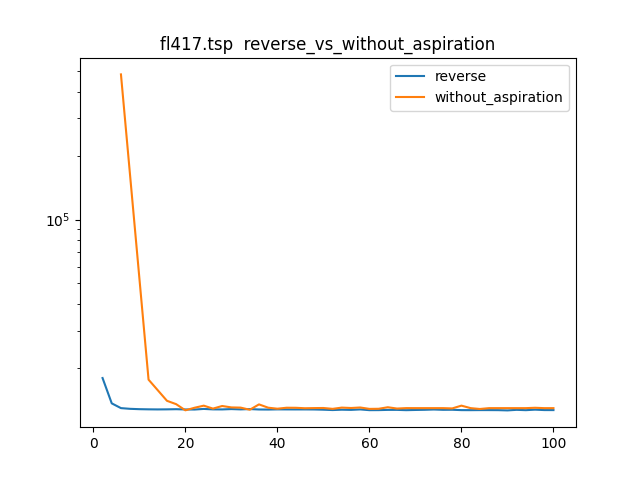 fl417.tsp  reverse_vs_without_aspiration
reverse
without_aspiration
10^5
0 20 40 60 80 100